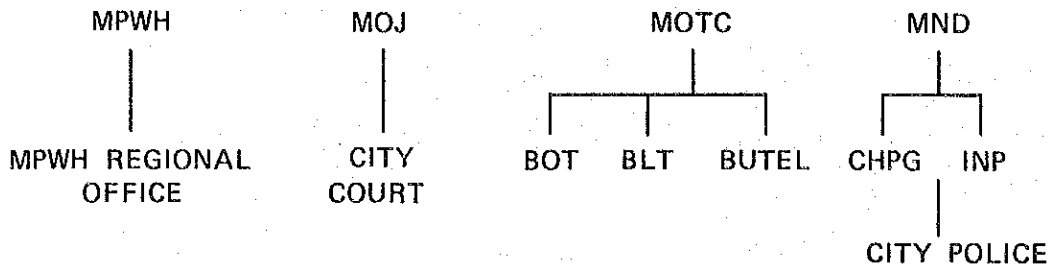 MPWH MOJ MOTC MND
MPWH REGIONAL OFFICE CITY COURT BOT BLT BUTEL CHPG INP
CITY POLICE